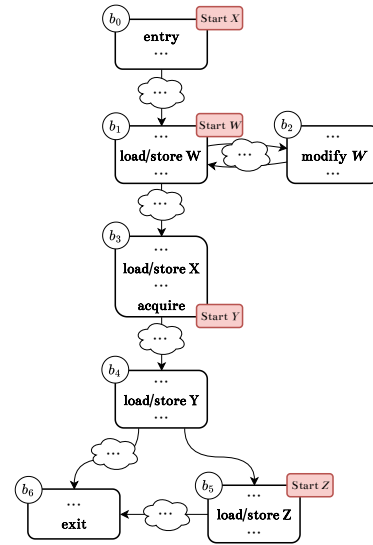 b₀
Start X
entry
...
...
b₁
Start W
...
load/store W
...
...
b₂
...
modify W
...
...
b₃
...
load/store X
...
acquire
Start Y
...
b₄
...
load/store Y
...
b₅
Start Z
...
load/store Z
...
b₆
...
exit
...